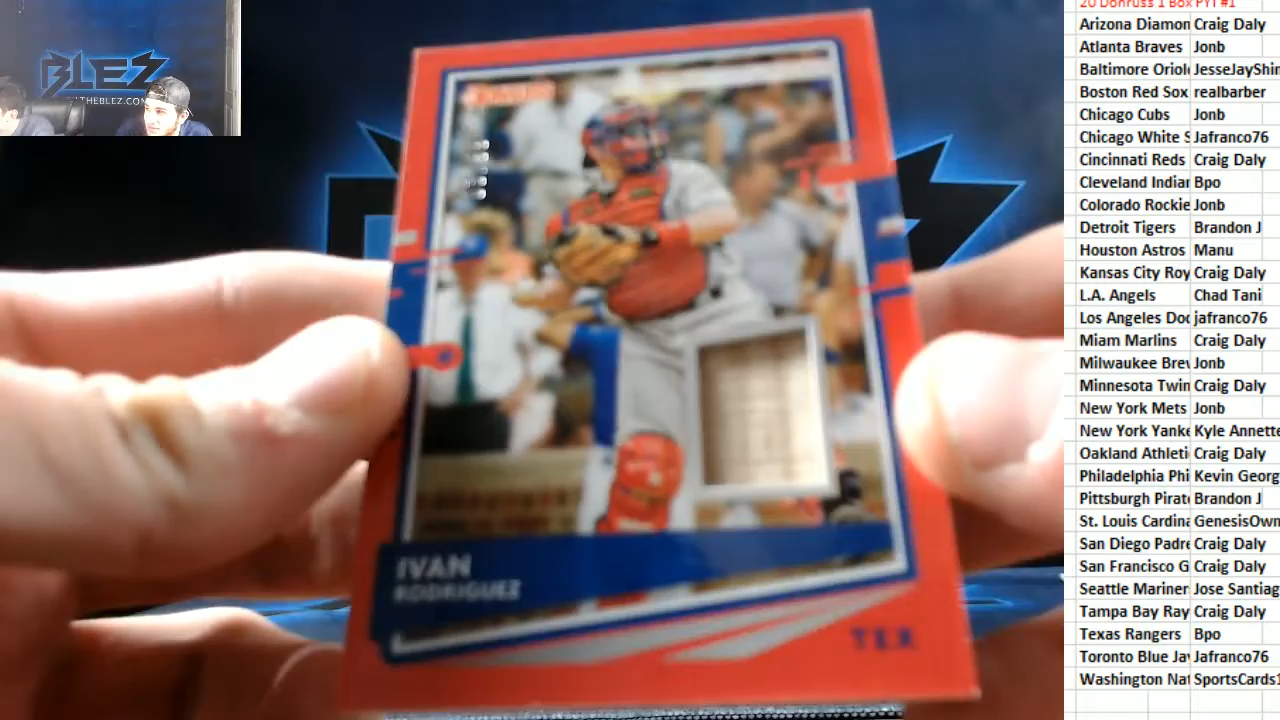 BLEZ
THEBLEZ.COM
IVAN
RODRIGUEZ
TEX
20 Donruss 1 Box PYT #1
Arizona Diamon Craig Daly
Atlanta Braves Jonb
Baltimore Oriol JesseJayShin
Boston Red Sox realbarber
Chicago Cubs Jonb
Chicago White S Jafranco76
Cincinnati Reds Craig Daly
Cleveland Indian Bpo
Colorado Rockie Jonb
Detroit Tigers Brandon J
Houston Astros Manu
Kansas City Roy Craig Daly
L.A. Angels Chad Tani
Los Angeles Dod jafranco76
Miam Marlins Craig Daly
Milwaukee Brew Jonb
Minnesota Twin Craig Daly
New York Mets Jonb
New York Yanke Kyle Annette
Oakland Athleti Craig Daly
Philadelphia Phi Kevin Georg
Pittsburgh Pirate Brandon J
St. Louis Cardina GenesisOwn
San Diego Padre Craig Daly
San Francisco G Craig Daly
Seattle Mariner Jose Santiag
Tampa Bay Ray Craig Daly
Texas Rangers Bpo
Toronto Blue Jay Jafranco76
Washington Nat SportsCards1